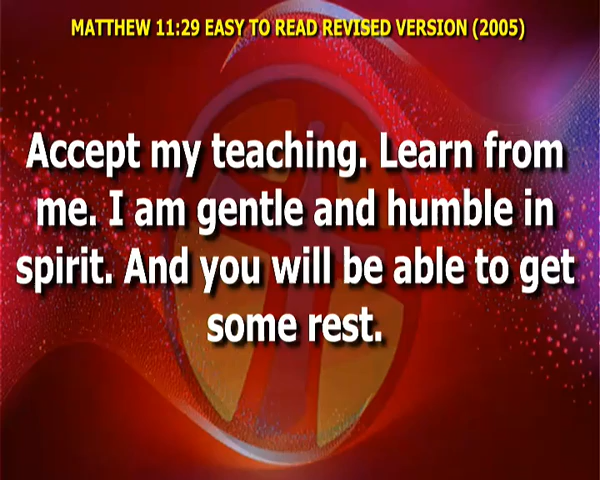 MATTHEW 11:29 EASY TO READ REVISED VERSION (2005)
Accept my teaching. Learn from
me. I am gentle and humble in
spirit. And you will be able to get
some rest.